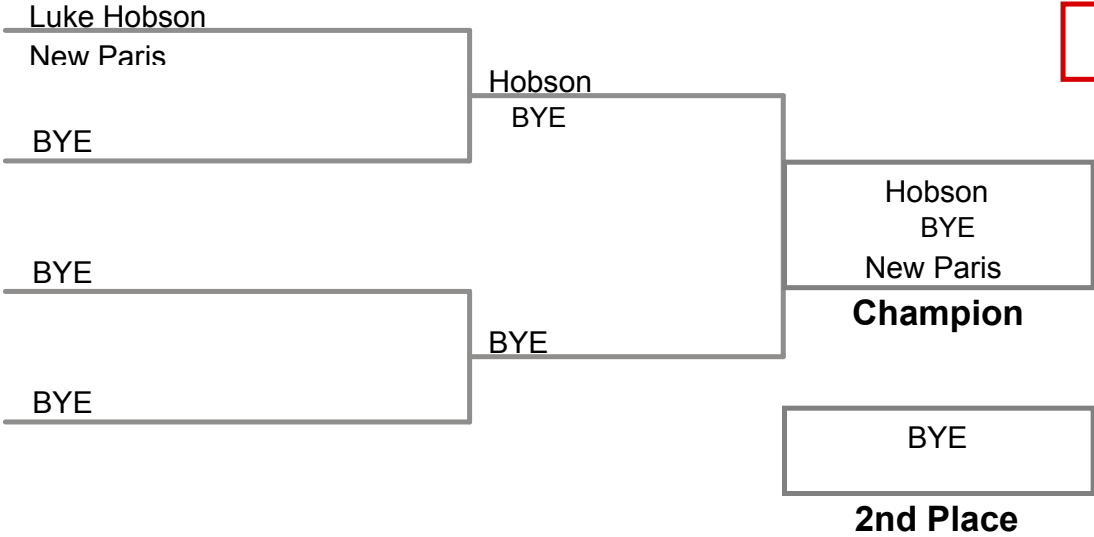 Luke Hobson
New Paris
Hobson
BYE
BYE
Hobson
BYE
New Paris
Champion
BYE
BYE
BYE
BYE
2nd Place